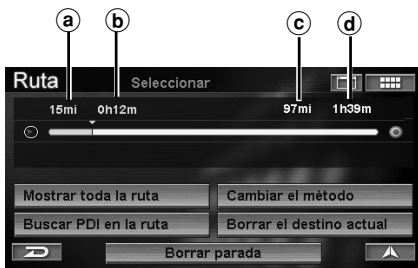 a b c d
Ruta Seleccionar
15mi 0h12m 97mi 1h39m
Mostrar toda la ruta Cambiar el método
Buscar PDI en la ruta Borrar el destino actual
Borrar parada